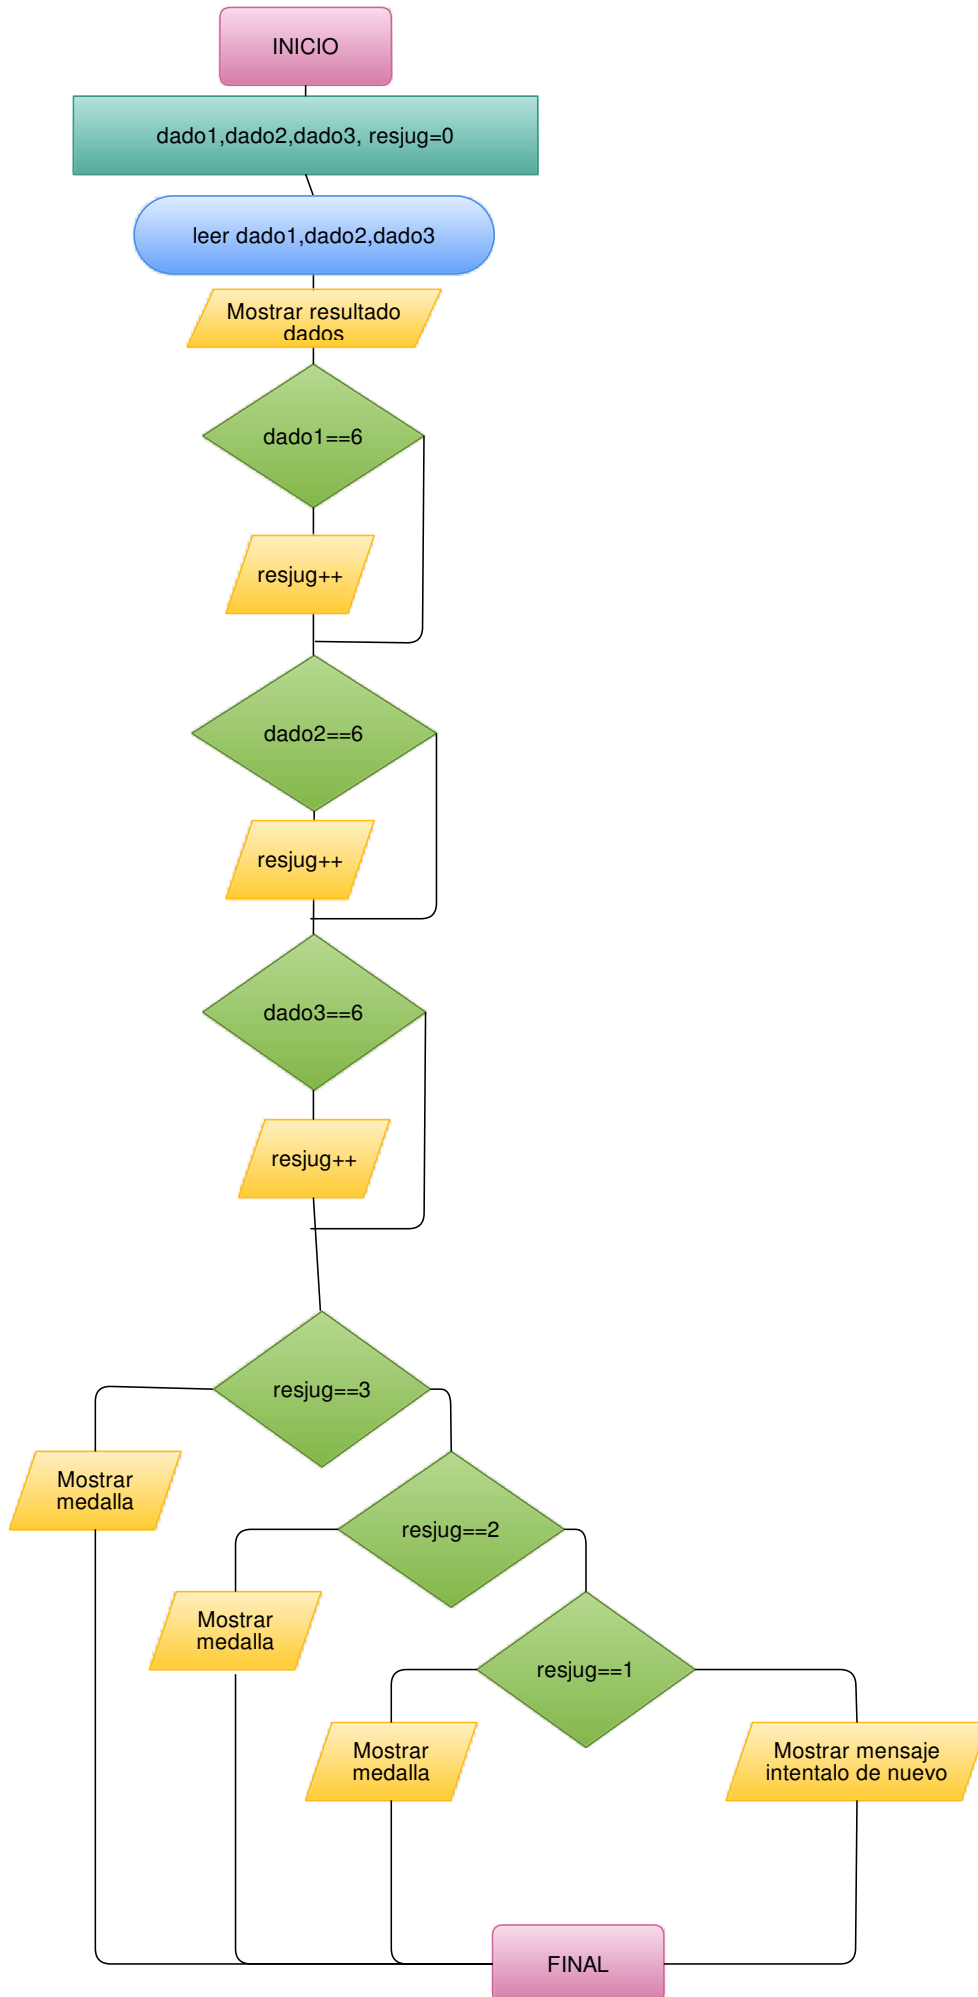 INICIO
dado1,dado2,dado3, resjug=0
leer dado1,dado2,dado3
Mostrar resultado
dados
dado1==6
resjug++
dado2==6
resjug++
dado3==6
resjug++
resjug==3
Mostrar
medalla
resjug==2
Mostrar
medalla
resjug==1
Mostrar
medalla
Mostrar mensaje
intentalo de nuevo
FINAL